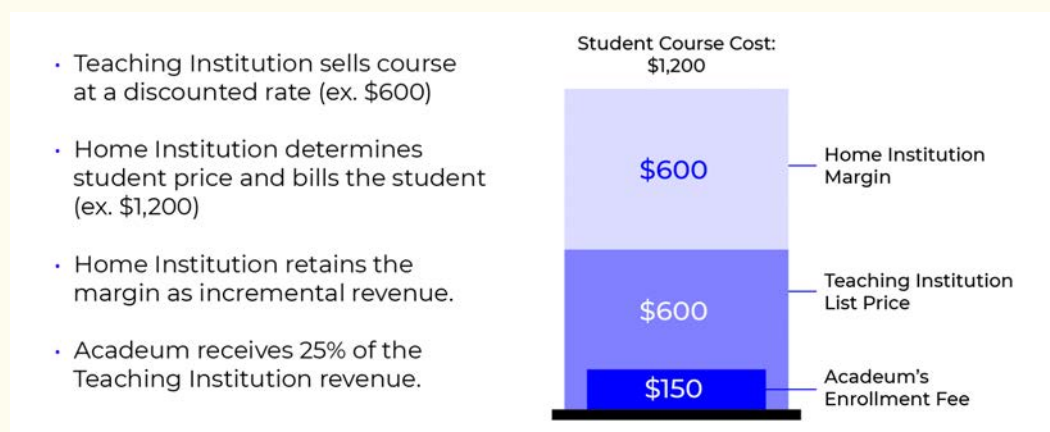 · Teaching Institution sells course
at a discounted rate (ex. $600)
· Home Institution determines
student price and bills the student
(ex. $1,200)
· Home Institution retains the
margin as incremental revenue.
· Acadeum receives 25% of the
Teaching Institution revenue.
Student Course Cost:
$1,200
$600
Home Institution
Margin
$600
Teaching Institution
List Price
$150
Acadeum’s
Enrollment Fee